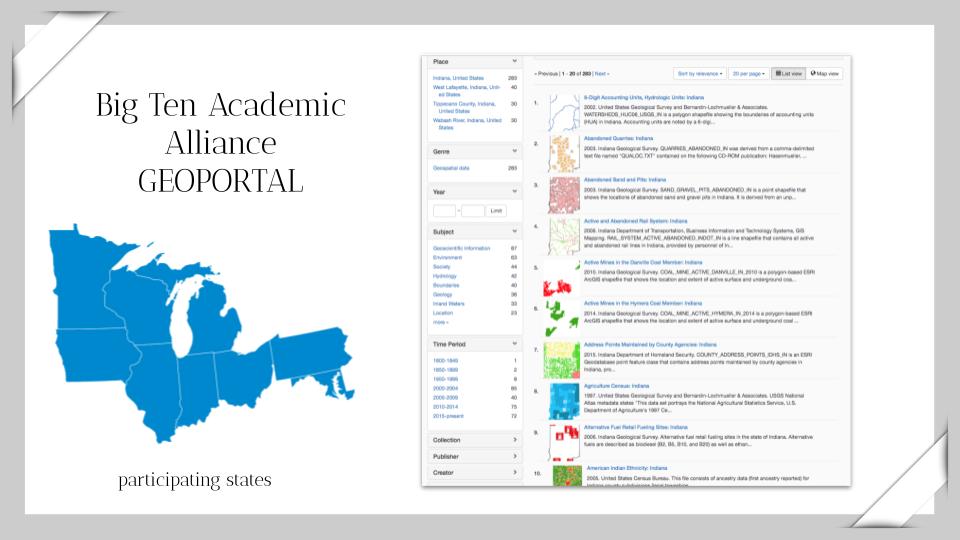 Big Ten Academic
Alliance
GEOPORTAL
participating states
Place
Indiana, United States 283
West Lafayette, Indiana, Unit- 40
ed States
Tippecanoe County, Indiana, 30
United States
Wabash River, Indiana, United 30
States
Genre
Geospatial data 283
Year
- Limit
Subject
Geoscientific Information 67
Environment 63
Society 44
Hydrology 42
Boundaries 40
Geology 36
Inland Waters 33
Location 23
more »
Time Period
1800-1849 1
1850-1899 2
1950-1999 9
2000-2004 85
2005-2009 40
2010-2014 75
2015-present 72
Collection
Publisher
Creator
« Previous | 1 - 20 of 283 | Next »
Sort by relevance 20 per page List view Map view
1. 6-Digit Accounting Units, Hydrologic Units: Indiana
2002. United States Geological Survey and Bernardin-Lochmueller & Associates.
WATERSHEDS_HUC06_USGS_IN is a polygon shapefile showing the boundaries of accounting units
(HUA) in Indiana. Accounting units are noted by a 6-digi...
2. Abandoned Quarries: Indiana
2003. Indiana Geological Survey. QUARRIES_ABANDONED_IN was derived from a comma-delimited
text file named "QUALOC.TXT" contained on the following CD-ROM publication: Hasenmueller, ...
3. Abandoned Sand and Pits: Indiana
2003. Indiana Geological Survey. SAND_GRAVEL_PITS_ABANDONED_IN is a point shapefile that
shows the locations of abandoned sand and gravel pits in Indiana. It is derived from an unp...
4. Active and Abandoned Rail System: Indiana
2006. Indiana Department of Transportation, Business Information and Technology Systems, GIS
Mapping. RAIL_SYSTEM_ACTIVE_ABANDONED_INDOT_IN is a line shapefile that contains all active
and abandoned rail lines in Indiana, provided by personnel of In...
5. Active Mines in the Danville Coal Member: Indiana
2010. Indiana Geological Survey. COAL_MINE_ACTIVE_DANVILLE_IN_2010 is a polygon-based ESRI
ArcGIS shapefile that shows the location and extent of active surface and underground coa...
6. Active Mines in the Hymera Coal Member: Indiana
2014. Indiana Geological Survey. COAL_MINE_ACTIVE_HYMERA_IN_2014 is a polygon-based ESRI
ArcGIS shapefile that shows the location and extent of active surface and underground coal ...
7. Address Points Maintained by County Agencies: Indiana
2015. Indiana Department of Homeland Security. COUNTY_ADDRESS_POINTS_IDHS_IN is an ESRI
Geodatabase point feature class that contains address points maintained by county agencies in
Indiana...
8. Agriculture Census: Indiana
1997. United States Geological Survey and Bernardin-Lochmueller & Associates. USGS National
Atlas metadata states "This data set portrays the National Agricultural Statistics Service, U.S.
Department of Agriculture's 1997 Ce...
9. Alternative Fuel Retail Fueling Sites: Indiana
2006. Indiana Geological Survey. Alternative fuel retail fueling sites in the state of Indiana. Alternative
fuels are described as biodiesel (B2, B5, B10, and B20) as well as ethan...
10. American Indian Ethnicity: Indiana
2005. United States Census Bureau. This file consists of ancestry data (first ancestry reported) for